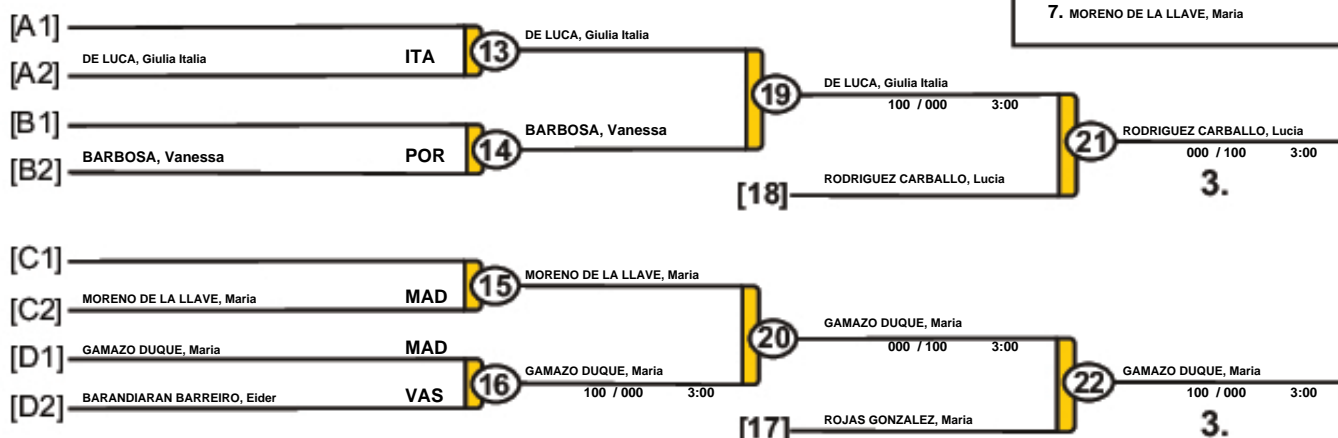 7. MORENO DE LA LLAVE, Maria
[A1]
DE LUCA, Giulia Italia
13
DE LUCA, Giulia Italia ITA
[A2]
19
DE LUCA, Giulia Italia
100 / 000 3:00
[B1]
BARBOSA, Vanessa
14
BARBOSA, Vanessa POR
[B2]
21
RODRIGUEZ CARBALLO, Lucia
000 / 100 3:00
3.
RODRIGUEZ CARBALLO, Lucia
[18]
[C1]
15
MORENO DE LA LLAVE, Maria
MORENO DE LA LLAVE, Maria MAD
[C2]
20
GAMAZO DUQUE, Maria
000 / 100 3:00
[D1]
GAMAZO DUQUE, Maria MAD
16
GAMAZO DUQUE, Maria
100 / 000 3:00
BARANDIARAN BARREIRO, Eider VAS
[D2]
22
GAMAZO DUQUE, Maria
100 / 000 3:00
3.
ROJAS GONZALEZ, Maria
[17]